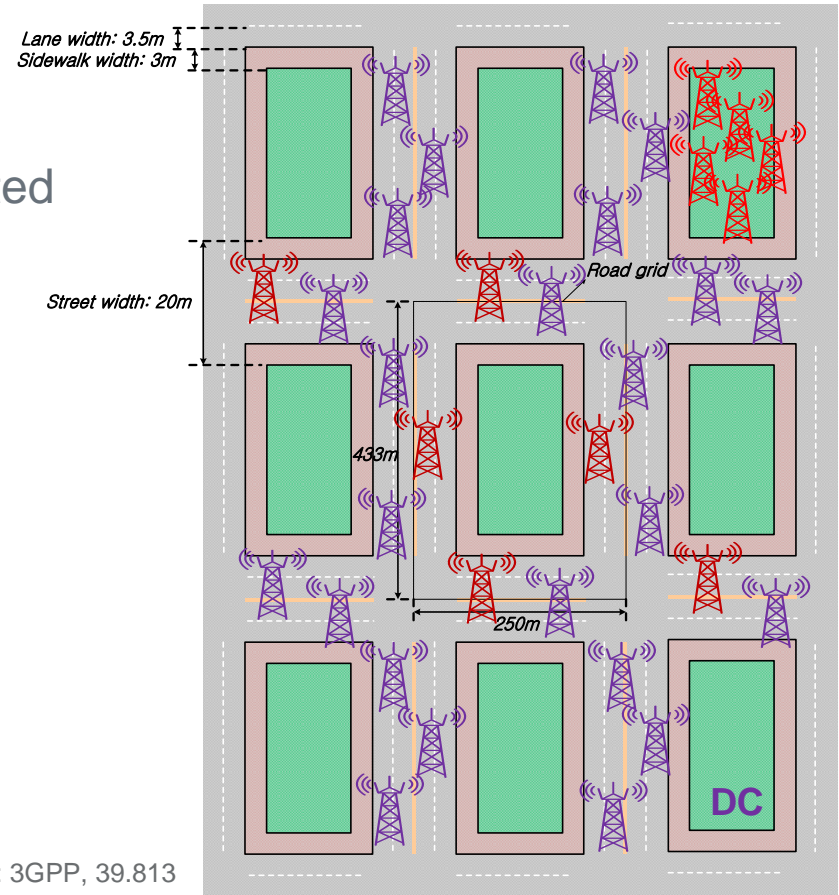 Lane width: 3.5m
Sidewalk width: 3m
ed
Road grid
Street width: 20m
433m
250m
DC
: 3GPP, 39.813